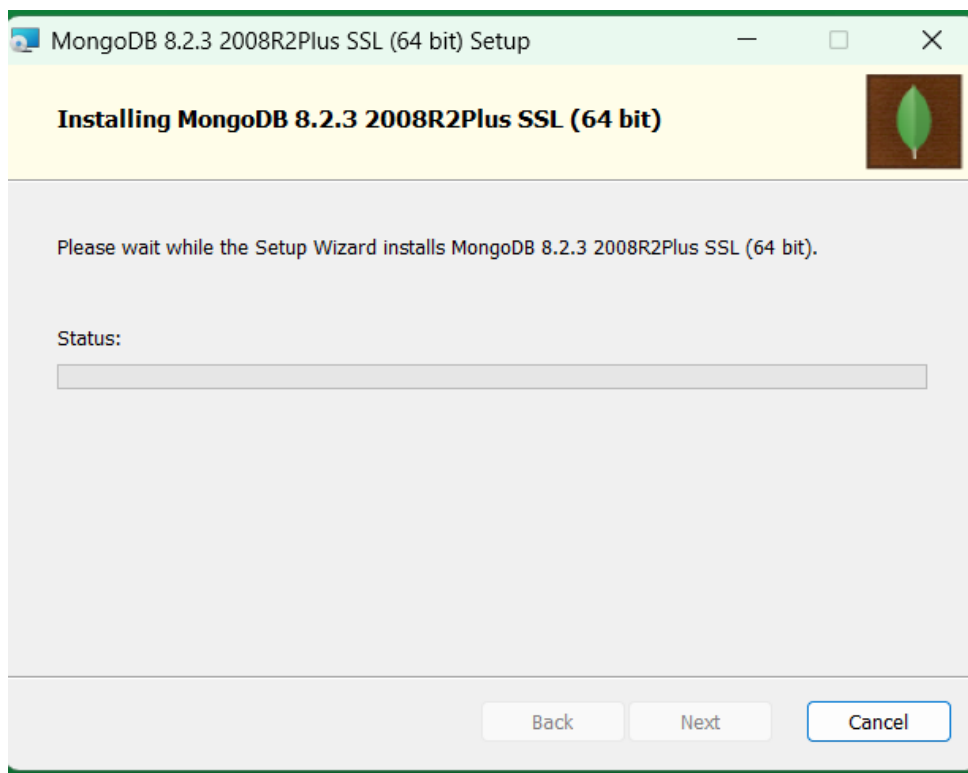 MongoDB 8.2.3 2008R2Plus SSL (64 bit) Setup
Installing MongoDB 8.2.3 2008R2Plus SSL (64 bit)
Please wait while the Setup Wizard installs MongoDB 8.2.3 2008R2Plus SSL (64 bit).
Status:
Back Next Cancel